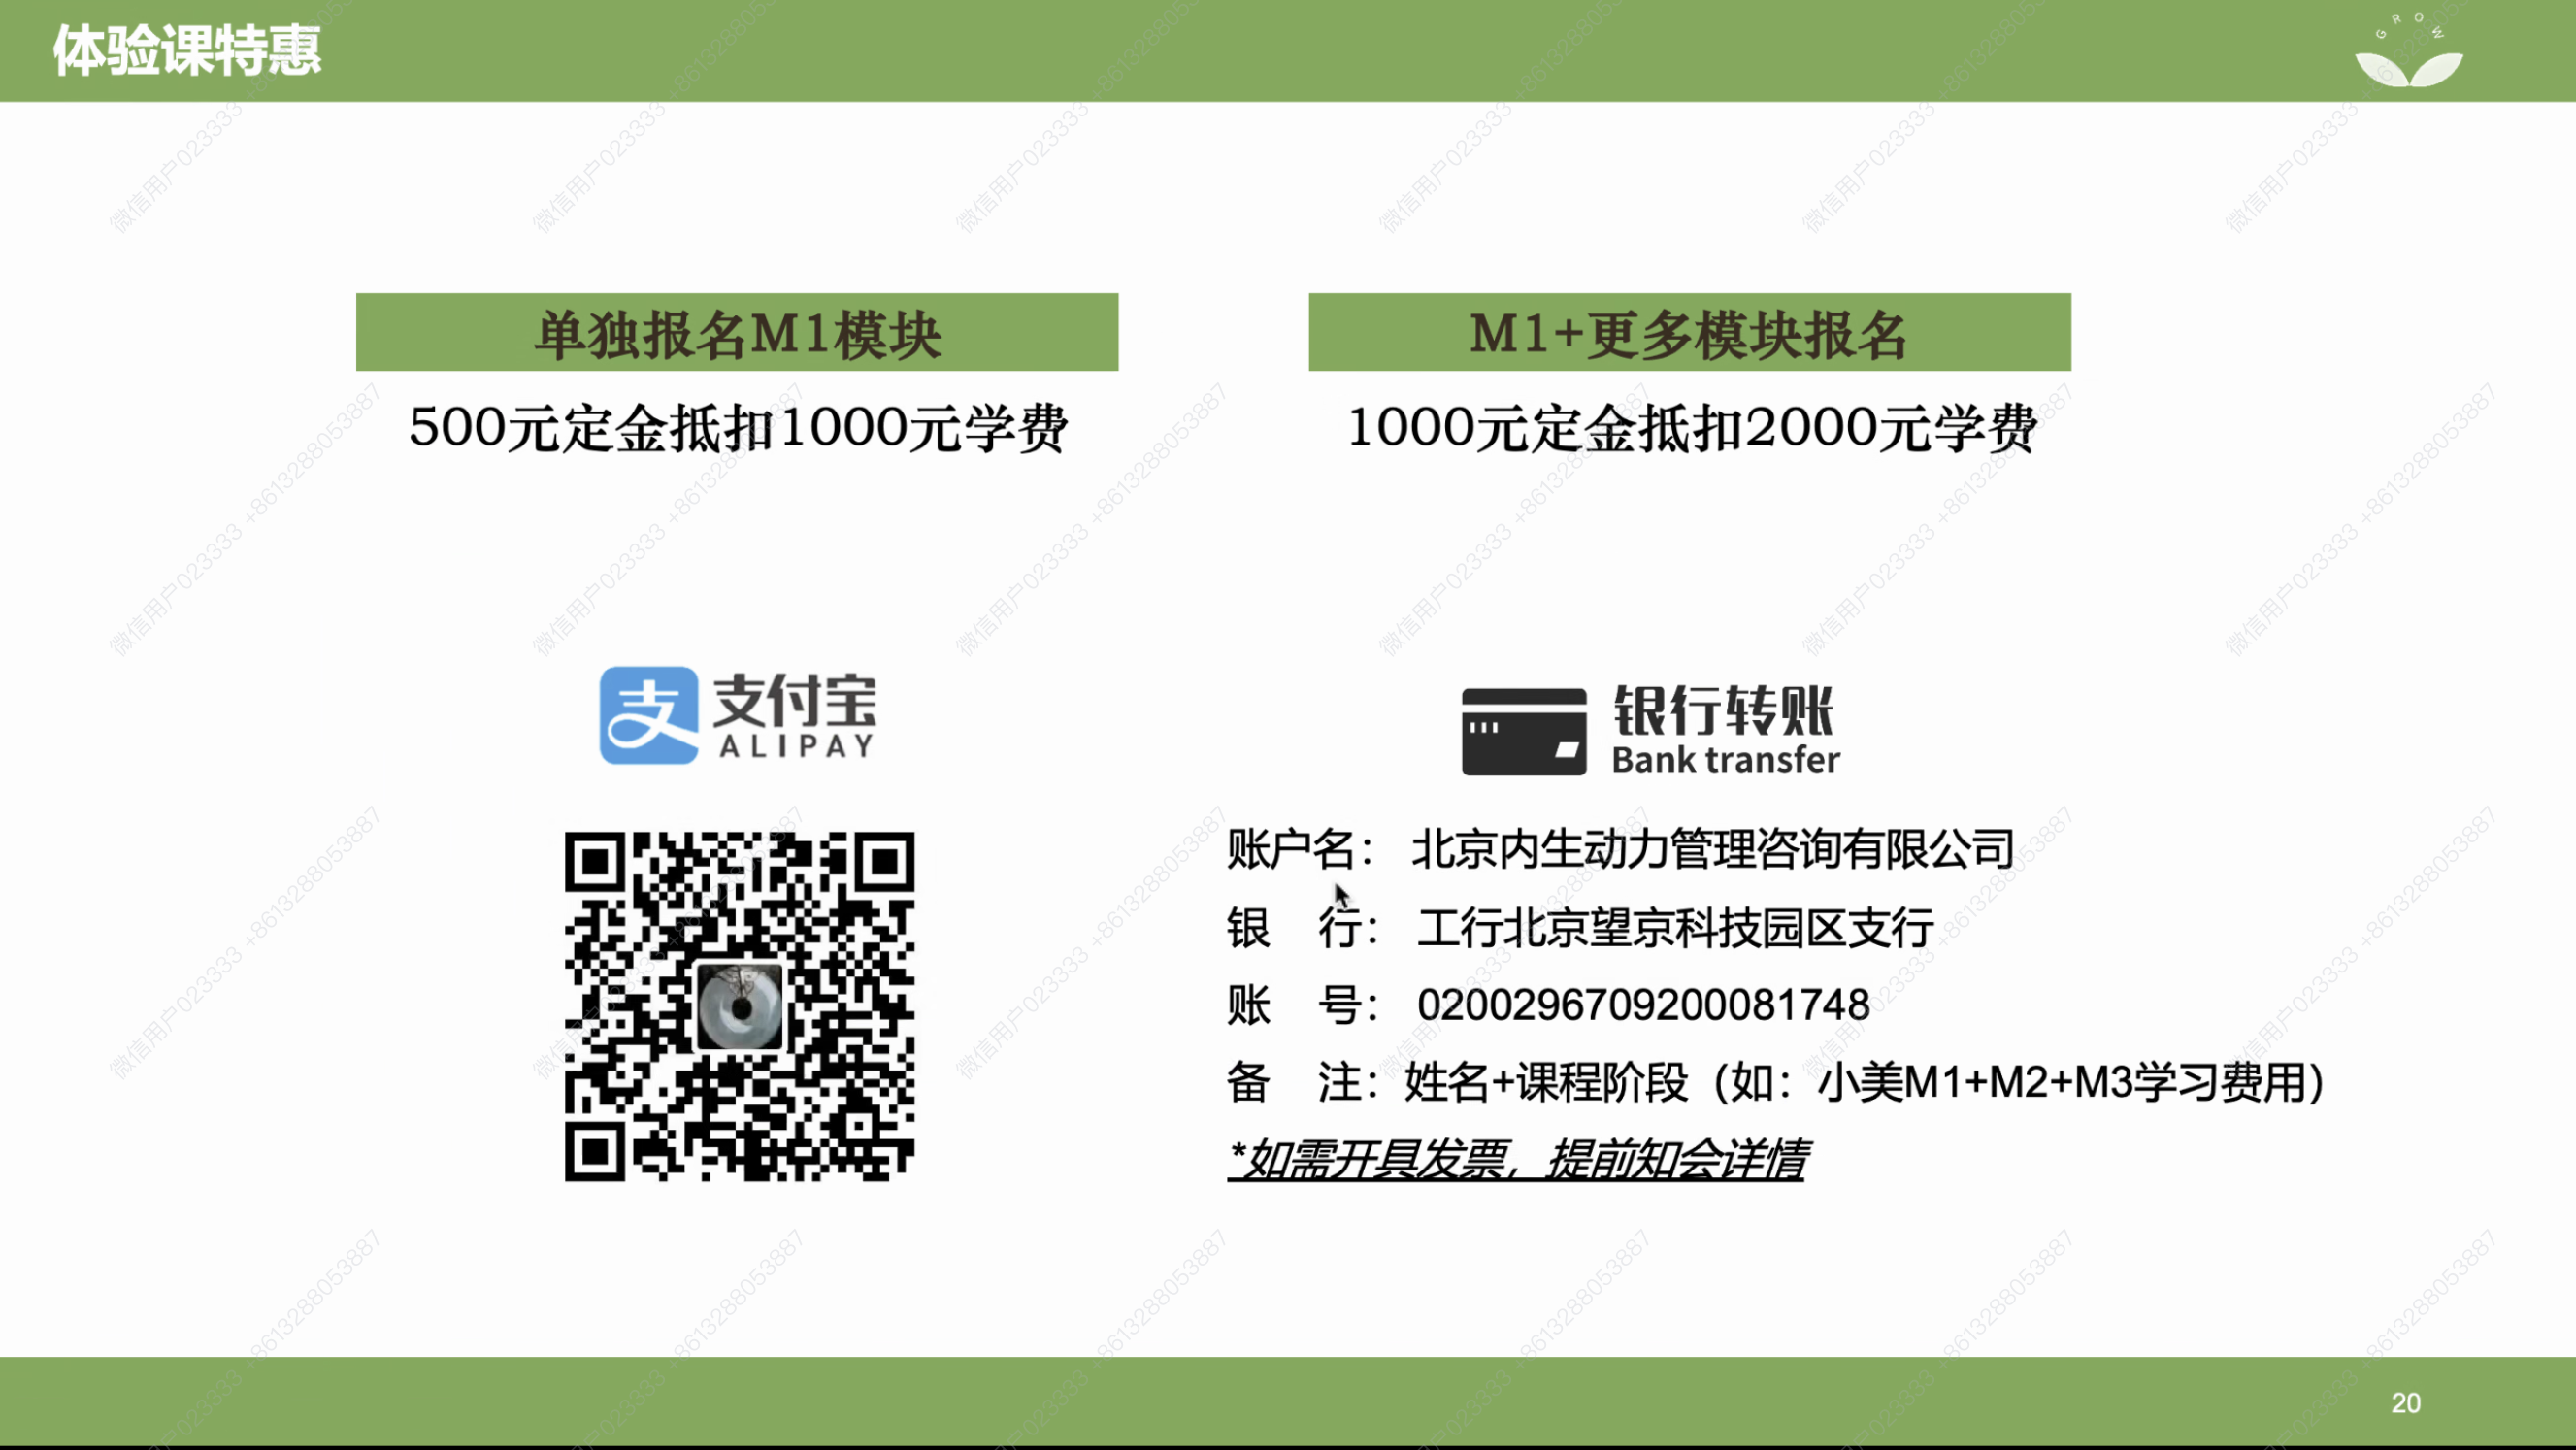 体验课特惠
GROW
单独报名M1模块
500元定金抵扣1000元学费
M1+更多模块报名
1000元定金抵扣2000元学费
支付宝
ALIPAY
银行转账
Bank transfer
账户名： 北京内生动力管理咨询有限公司
银 行： 工行北京望京科技园区支行
账 号： 0200296709200081748
备 注：姓名+课程阶段（如：小美M1+M2+M3学习费用）
*如需开具发票，提前知会详情
20
微信用户023333 +8613288053887